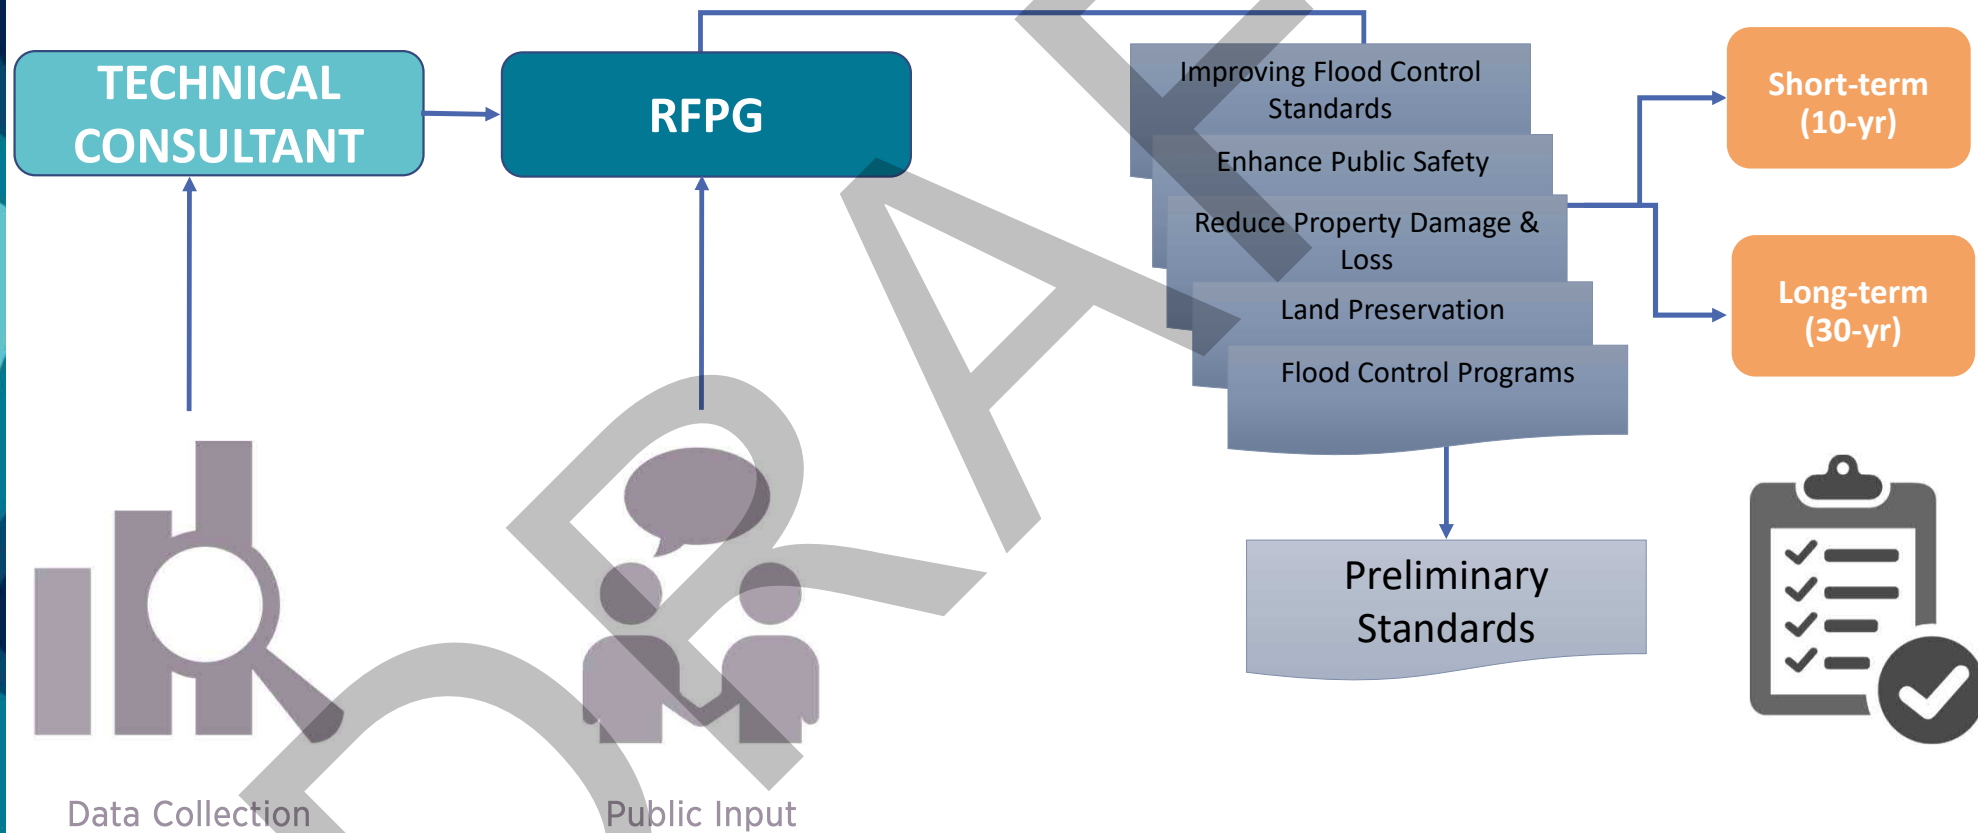 TECHNICAL
CONSULTANT
RFPG
Improving Flood Control
Standards
Enhance Public Safety
Reduce Property Damage &
Loss
Land Preservation
Flood Control Programs
Short-term
(10-yr)
Long-term
(30-yr)
Preliminary
Standards
Data Collection
Public Input
DRAFT